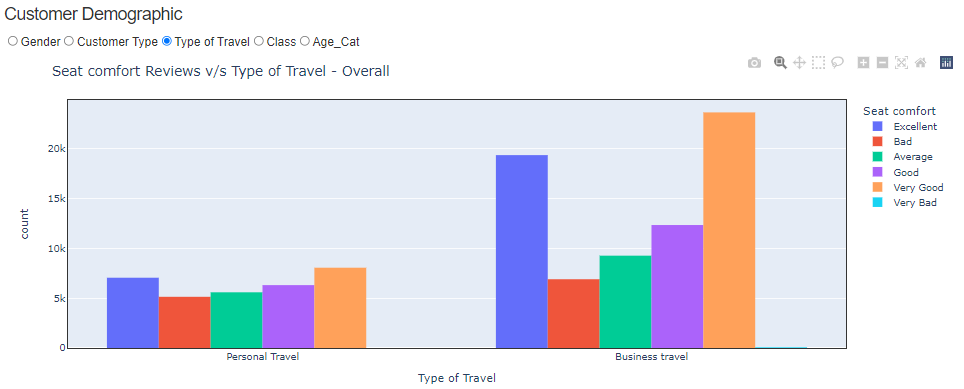 Customer Demographic
Gender Customer Type Type of Travel Class Age_Cat
Seat comfort Reviews v/s Type of Travel - Overall
Seat comfort
Excellent
Bad
Average
Good
Very Good
Very Bad
count
20k
15k
10k
5k
0
Personal Travel Business travel
Type of Travel